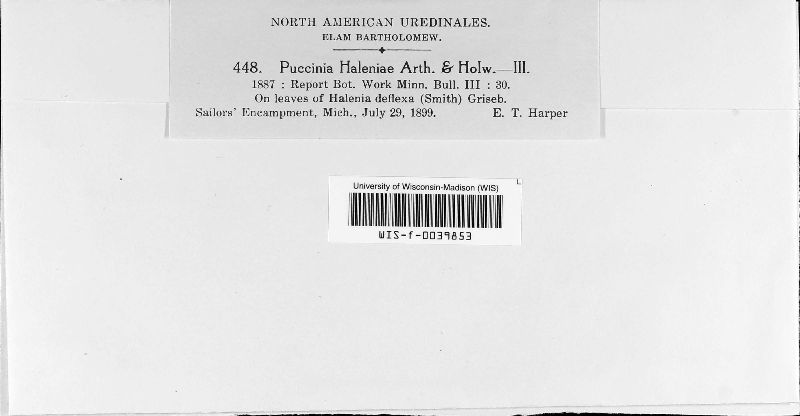 NORTH AMERICAN UREDINALES.
ELAM BARTHOLOMEW.
448. Puccinia Haleniae Arth. & Holw.—III.
1887 : Report Bot. Work Minn. Bull. III : 30.
On leaves of Halenia deflexa (Smith) Griseb.
Sailors' Encampment, Mich., July 29, 1899. E. T. Harper
University of Wisconsin-Madison (WIS)
WIS-f-0039853